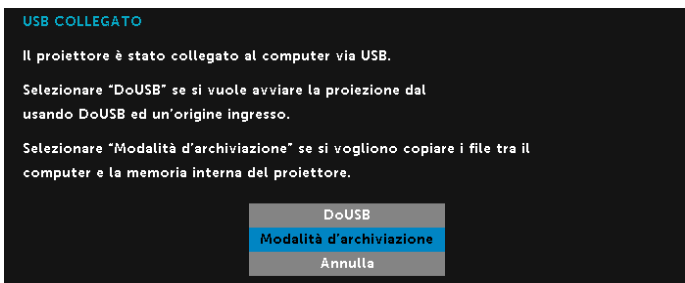 USB COLLEGATO
Il proiettore è stato collegato al computer via USB.
Selezionare “DoUSB” se si vuole avviare la proiezione dal
usando DoUSB ed un’origine ingresso.
Selezionare “Modalità d’archiviazione” se si vogliono copiare i file tra il
computer e la memoria interna del proiettore.
DoUSB
Modalità d’archiviazione
Annulla